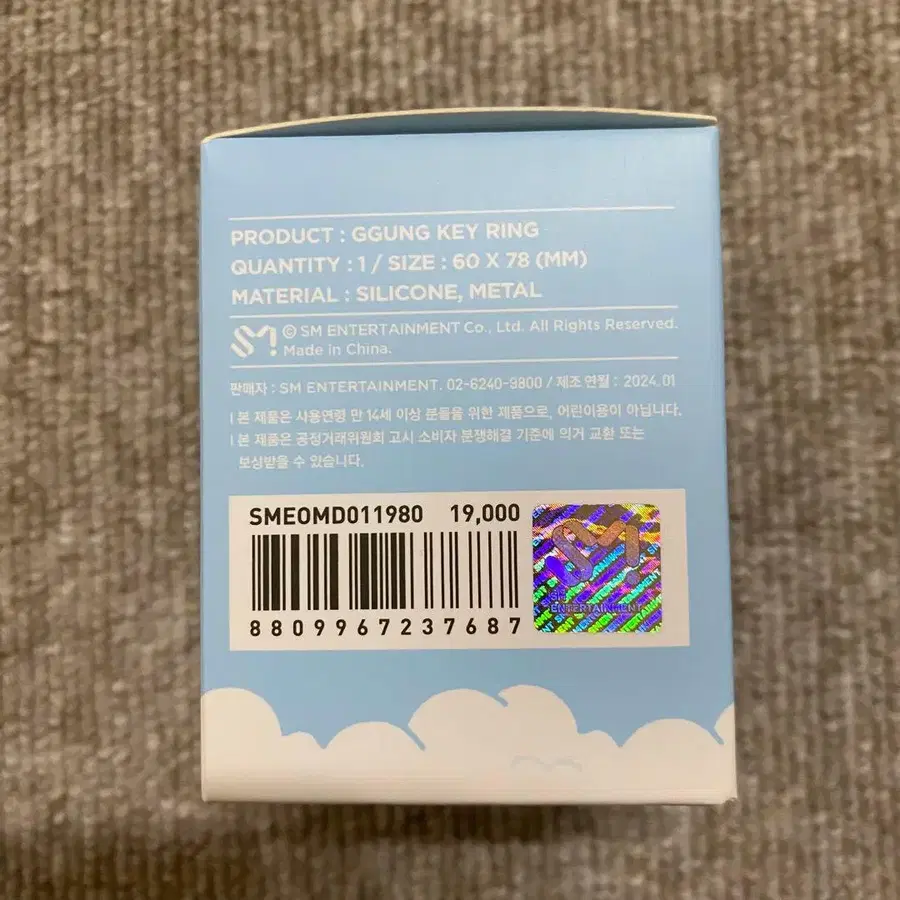 PRODUCT : GGUNG KEY RING
QUANTITY : 1 / SIZE : 60 X 78 (MM)
MATERIAL : SILICONE, METAL
SM
© SM ENTERTAINMENT Co., Ltd. All Rights Reserved.
Made in China.
판매자 : SM ENTERTAINMENT. 02-6240-9800 / 제조 연월 : 2024.01
| 본 제품은 사용연령 만 14세 이상 분들을 위한 제품으로, 어린이용이 아닙니다.
| 본 제품은 공정거래위원회 고시 소비자 분쟁해결 기준에 의거 교환 또는
보상받을 수 있습니다.
SMEOMD011980 19,000
8809967237687
SM
ENTERTAINMENT